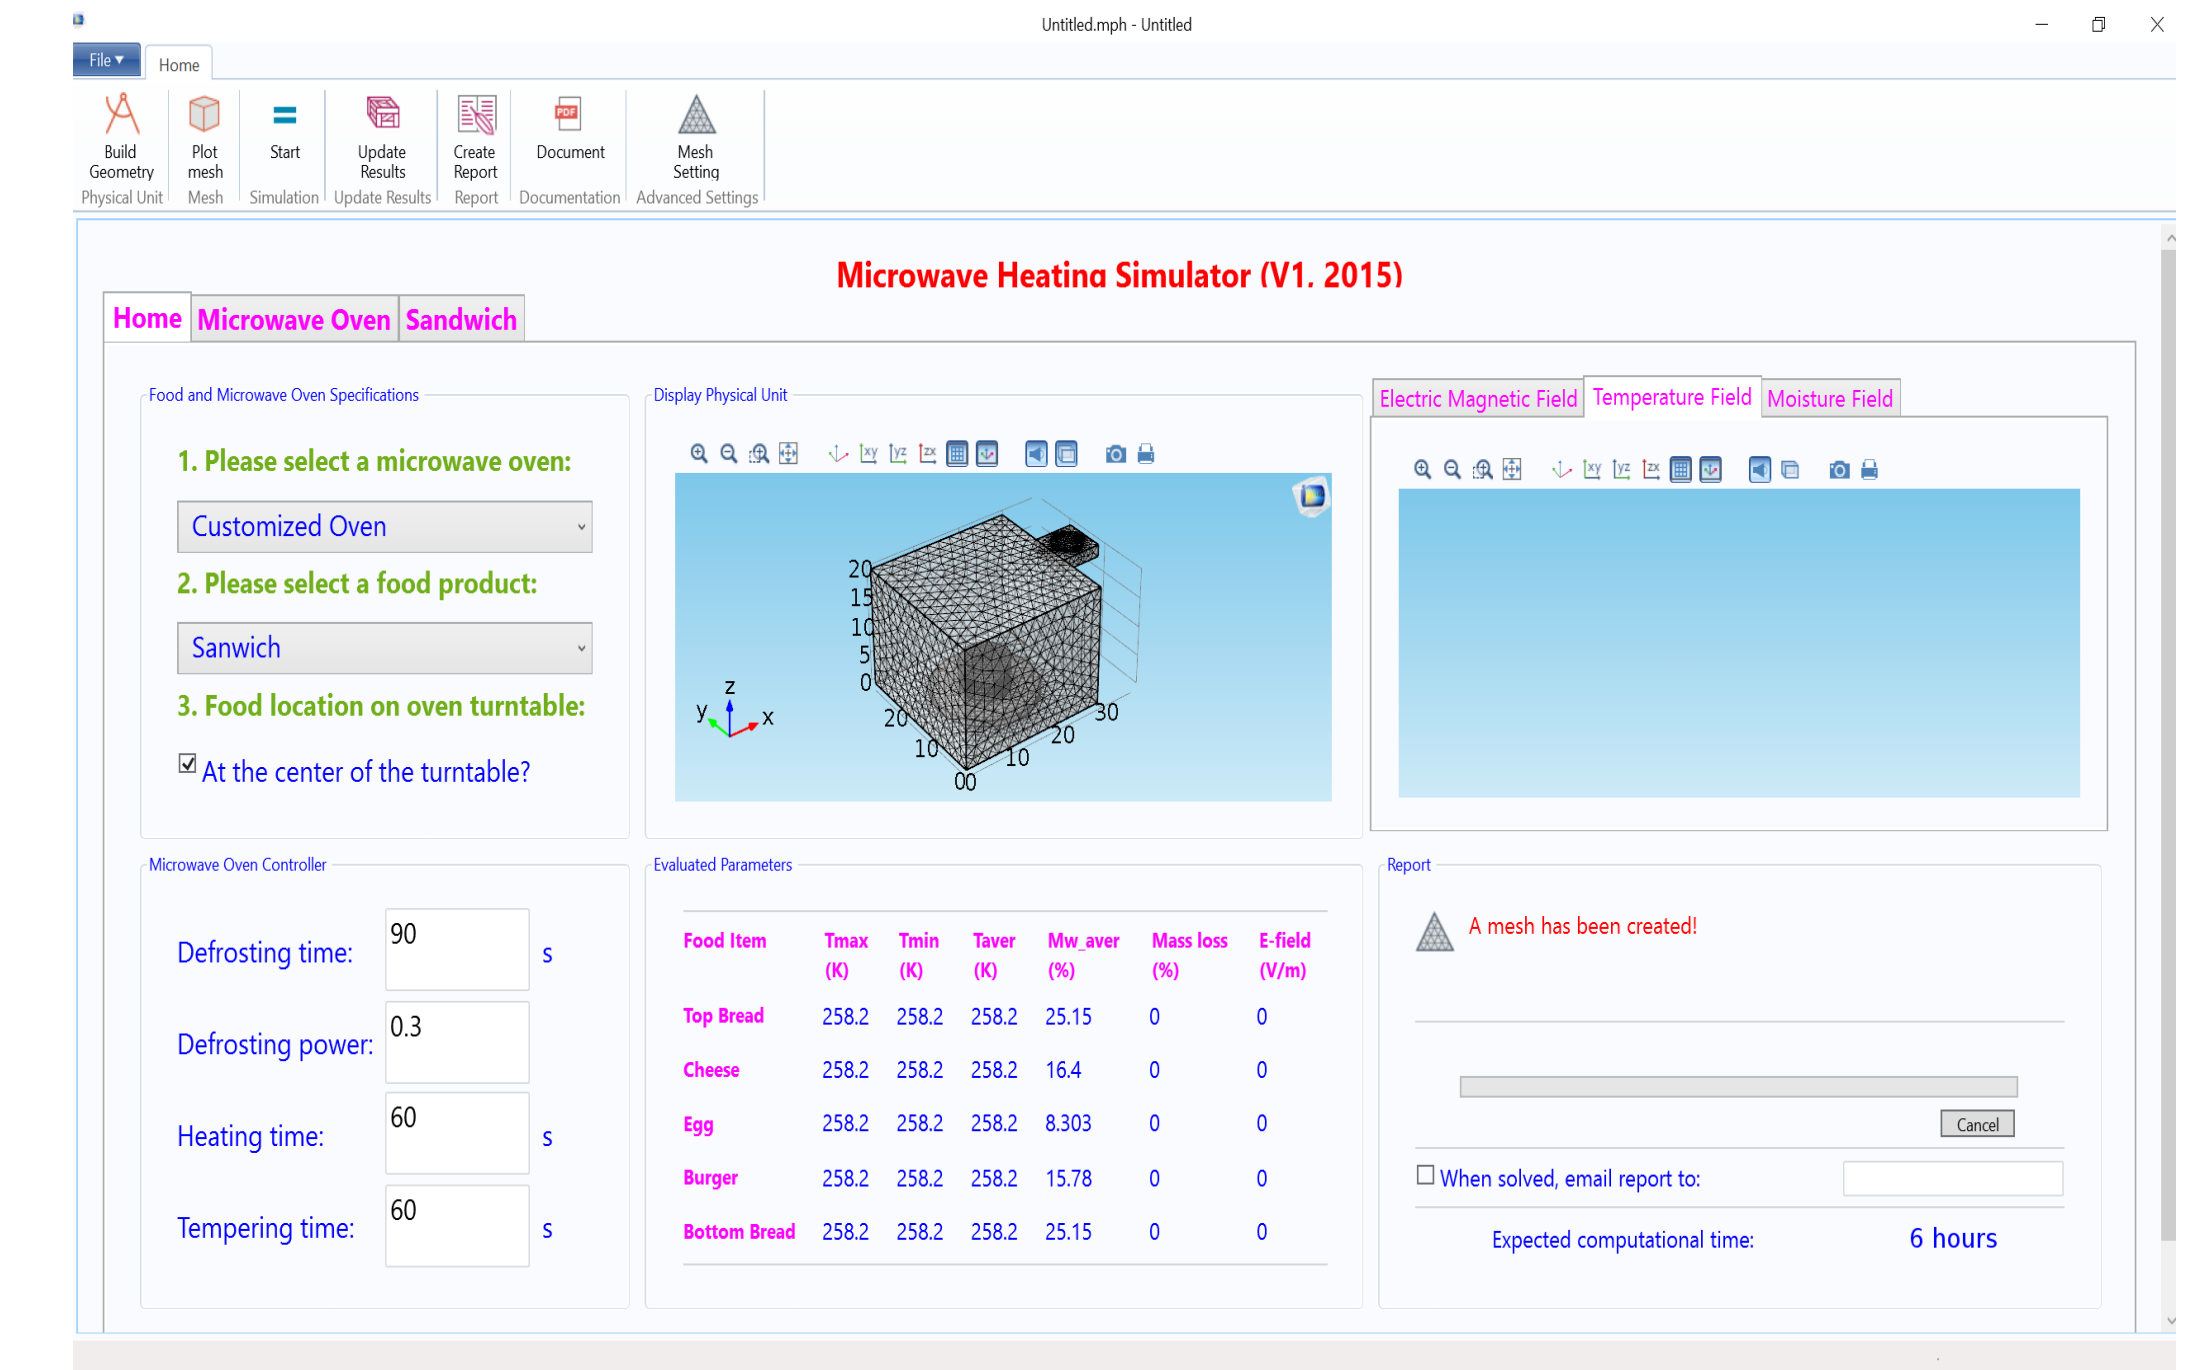 Untitled.mph - Untitled
File
Home
Build Geometry
Plot mesh
Start
Update Results
Create Report
PDF
Document
Mesh Setting
Physical Unit
Mesh
Simulation
Update Results
Report
Documentation
Advanced Settings
Microwave Heating Simulator (V1. 2015)
Home
Microwave Oven
Sandwich
Food and Microwave Oven Specifications
1. Please select a microwave oven:
Customized Oven
2. Please select a food product:
Sanwich
3. Food location on oven turntable:
At the center of the turntable?
Display Physical Unit
xy yz zx
20
15
10
5
0
20
10
0 0
10
20
30
z
y
x
Electric Magnetic Field
Temperature Field
Moisture Field
xy yz zx
Microwave Oven Controller
Defrosting time: 90 s
Defrosting power: 0.3
Heating time: 60 s
Tempering time: 60 s
Evaluated Parameters
Food Item Tmax Tmin Taver Mw_aver Mass loss E-field
(K) (K) (K) (%) (%) (V/m)
Top Bread 258.2 258.2 258.2 25.15 0 0
Cheese 258.2 258.2 258.2 16.4 0 0
Egg 258.2 258.2 258.2 8.303 0 0
Burger 258.2 258.2 258.2 15.78 0 0
Bottom Bread 258.2 258.2 258.2 25.15 0 0
Report
A mesh has been created!
Cancel
When solved, email report to:
Expected computational time: 6 hours